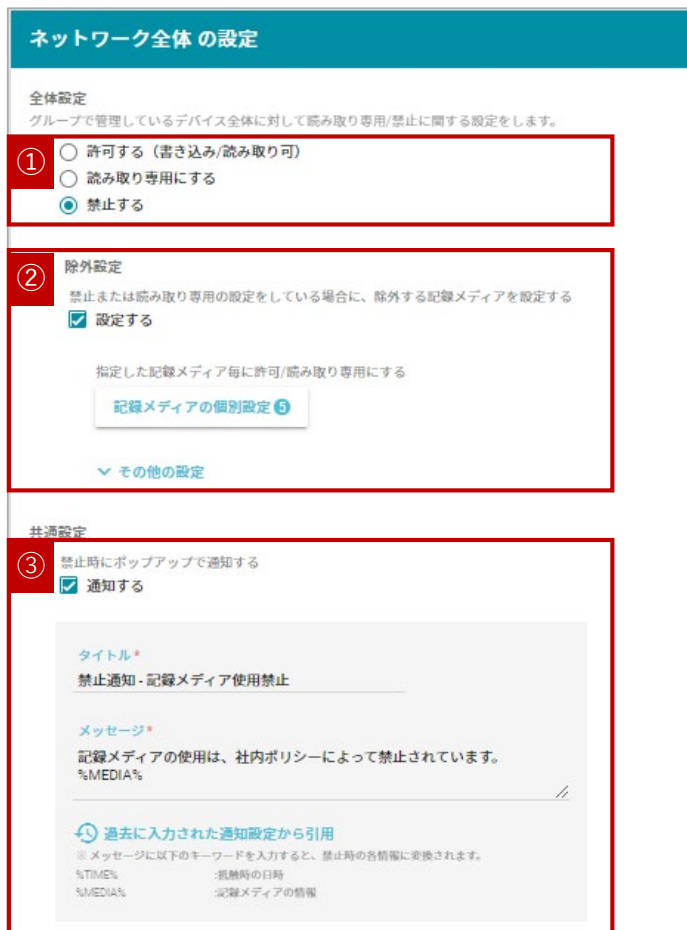 ネットワーク全体 の設定
全体設定
グループで管理しているデバイス全体に対して読み取り専用/禁止に関する設定をします。
①
許可する（書き込み/読み取り可）
読み取り専用にする
禁止する
②
除外設定
禁止または読み取り専用の設定をしている場合に、除外する記録メディアを設定する
設定する
指定した記録メディア毎に許可/読み取り専用にする
記録メディアの個別設定 5
その他の設定
共通設定
③
禁止時にポップアップで通知する
通知する
タイトル*
禁止通知 - 記録メディア使用禁止
メッセージ*
記録メディアの使用は、社内ポリシーによって禁止されています。
%MEDIA%
過去に入力された通知設定から引用
※ メッセージに以下のキーワードを入力すると、禁止時の各情報に変換されます。
%TIME% :抵触時の日時
%MEDIA% :記録メディアの情報